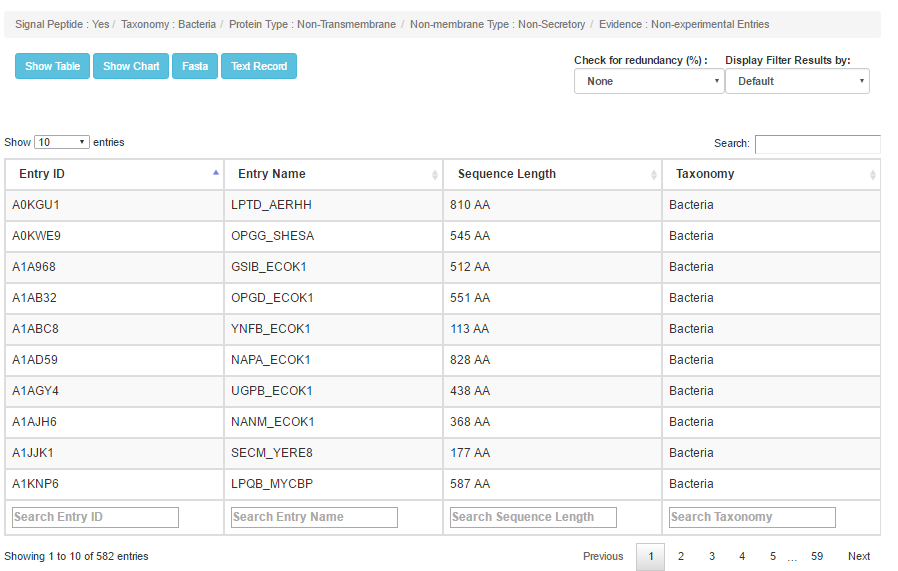 Signal Peptide : Yes / Taxonomy : Bacteria / Protein Type : Non-Transmembrane / Non-membrane Type : Non-Secretory / Evidence : Non-experimental Entries
Show Table Show Chart Fasta Text Record
Check for redundancy (%) : Display Filter Results by:
None Default
Show 10 entries Search:
Entry ID Entry Name Sequence Length Taxonomy
A0KGU1 LPTD_AERHH 810 AA Bacteria
A0KWE9 OPGG_SHESA 545 AA Bacteria
A1A968 GSIB_ECOK1 512 AA Bacteria
A1AB32 OPGD_ECOK1 551 AA Bacteria
A1ABC8 YNFB_ECOK1 113 AA Bacteria
A1AD59 NAPA_ECOK1 828 AA Bacteria
A1AGY4 UGPB_ECOK1 438 AA Bacteria
A1AJH6 NANM_ECOK1 368 AA Bacteria
A1JJK1 SECM_YERE8 177 AA Bacteria
A1KNP6 LPQB_MYCBP 587 AA Bacteria
Search Entry ID Search Entry Name Search Sequence Length Search Taxonomy
Showing 1 to 10 of 582 entries Previous 1 2 3 4 5 ... 59 Next